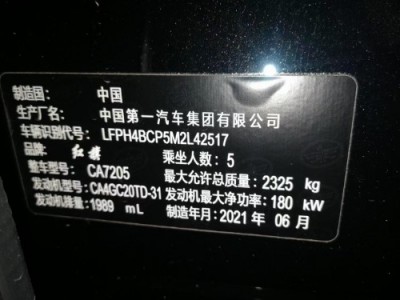 制造国： 中国
生产厂名： 中国第一汽车集团有限公司
车辆识别代号： LFPH4BCP5M2L42517
品牌： 红旗 乘坐人数：5
整车型号： CA7205 最大允许总质量：2325 kg
发动机型号：CA4GC20TD-31 发动机最大净功率：180 kW
发动机排量：1989 mL 制造年月：2021 年 06 月